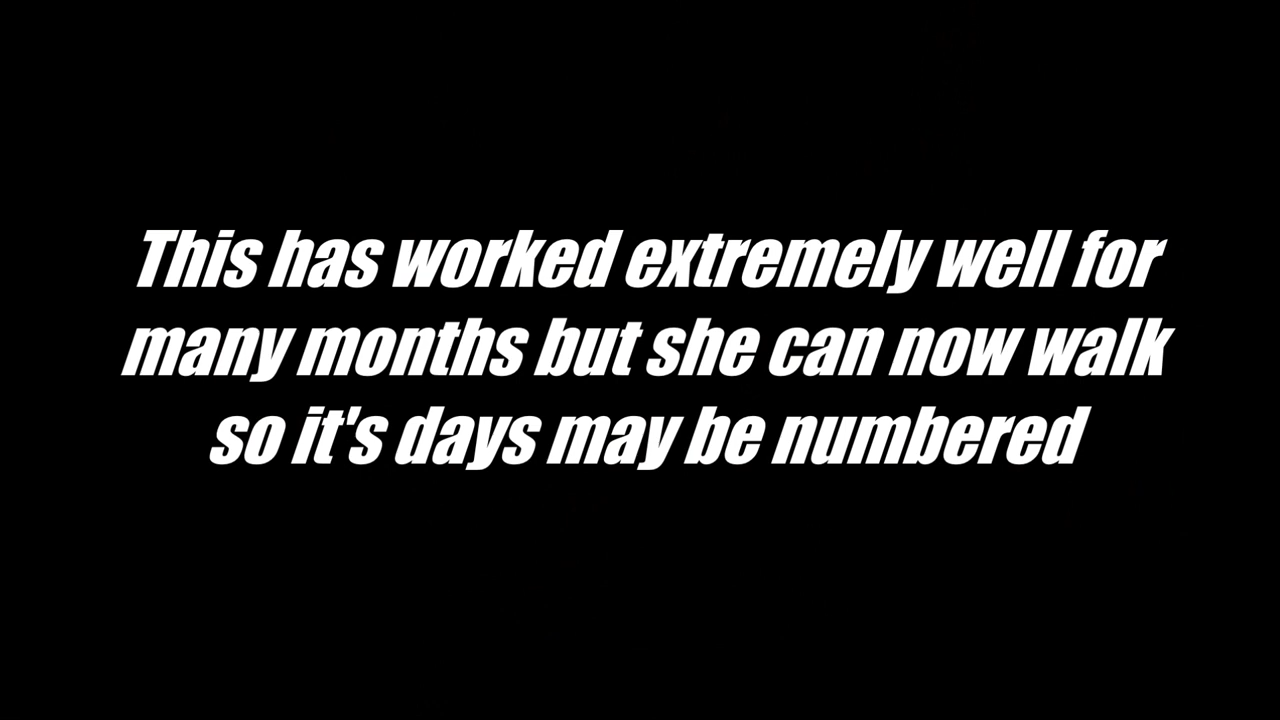 This has worked extremely well for
many months but she can now walk
so it's days may be numbered